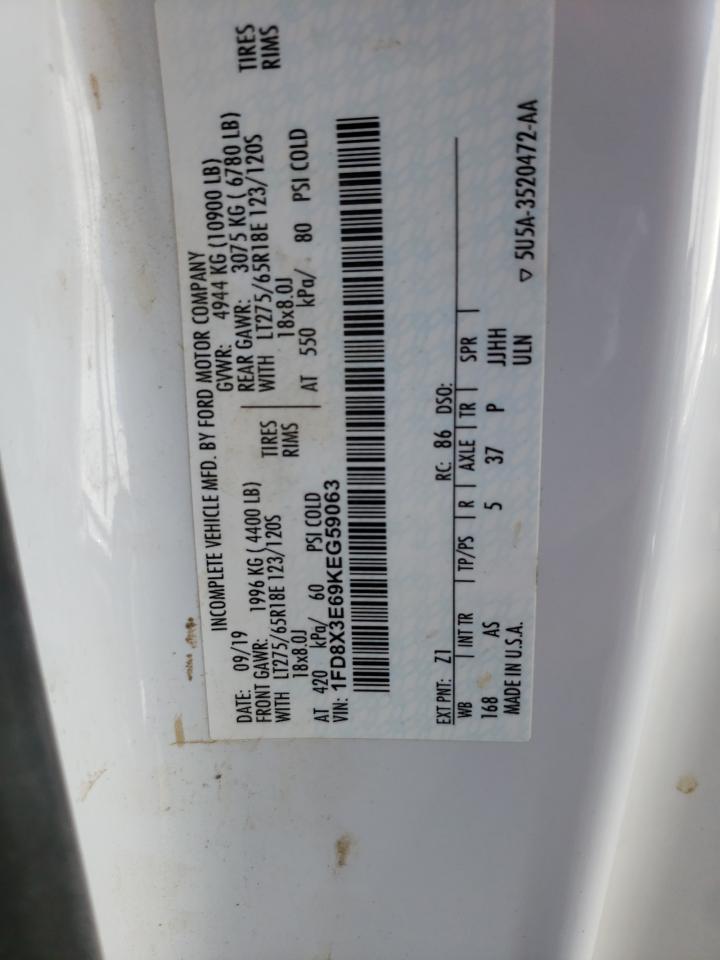 INCOMPLETE VEHICLE MFD. BY FORD MOTOR COMPANY
DATE: 09/19 GVWR: 4944 KG (10900 LB)
FRONT GAWR: 1996 KG ( 4400 LB) REAR GAWR: 3075 KG ( 6780 LB)
WITH LT275/65R18E 123/120S TIRES WITH LT275/65R18E 123/120S TIRES
18x8.0J RIMS 18x8.0J RIMS
AT 420 kPa/ 60 PSI COLD AT 550 kPa/ 80 PSI COLD
VIN: 1FD8X3E69KEG59063
EXT PNT: Z1 RC: 86 DSO:
WB INT TR TP/PS R AXLE TR SPR
168 AS 5 37 P JJHH
MADE IN U.S.A. ULN
▽ 5U5A-3520472-AA